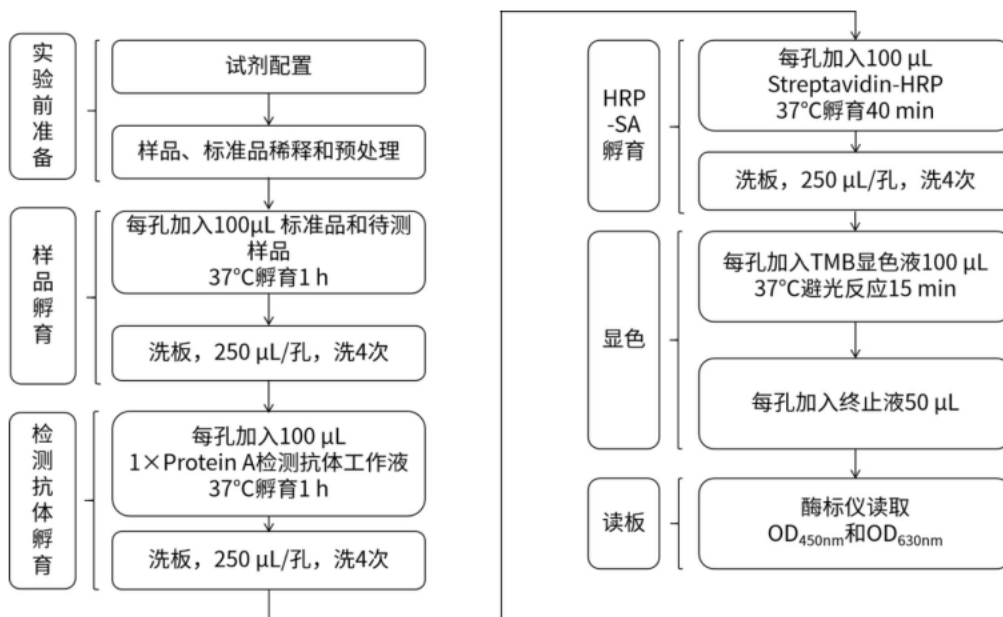 实验前准备
试剂配置
样品、标准品稀释和预处理
样品孵育
每孔加入100μL 标准品和待测
样品
37°C孵育1 h
洗板，250 μL/孔，洗4次
检测抗体孵育
每孔加入100 μL
1×Protein A检测抗体工作液
37°C孵育1 h
洗板，250 μL/孔，洗4次
HRP
-SA
孵育
每孔加入100 μL
Streptavidin-HRP
37°C孵育40 min
洗板，250 μL/孔，洗4次
显色
每孔加入TMB显色液100 μL
37°C避光反应15 min
每孔加入终止液50 μL
读板
酶标仪读取
OD450nm和OD630nm